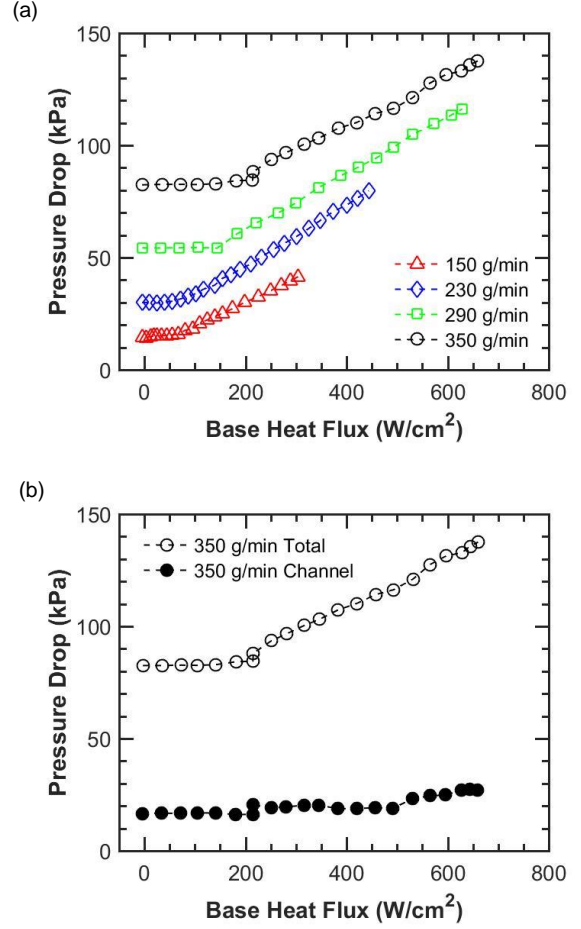 (a)
150
100
50
0
Pressure Drop (kPa)
150 g/min
230 g/min
290 g/min
350 g/min
0 200 400 600 800
Base Heat Flux (W/cm²)
(b)
150
100
50
0
Pressure Drop (kPa)
350 g/min Total
350 g/min Channel
0 200 400 600 800
Base Heat Flux (W/cm²)